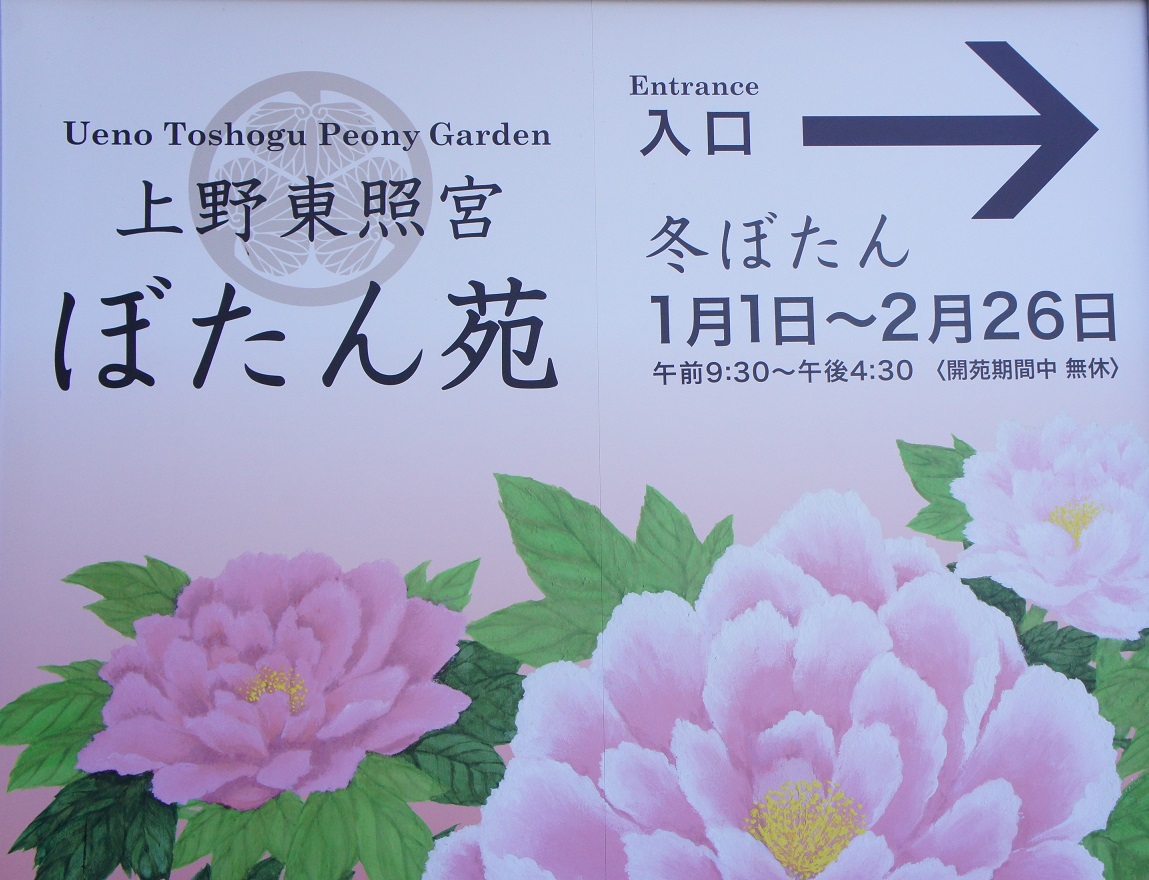 Ueno Toshogu Peony Garden
上野東照宮
ぼたん苑
Entrance
入口
冬ぼたん
1月1日～2月26日
午前9:30～午後4:30 〈開苑期間中 無休〉